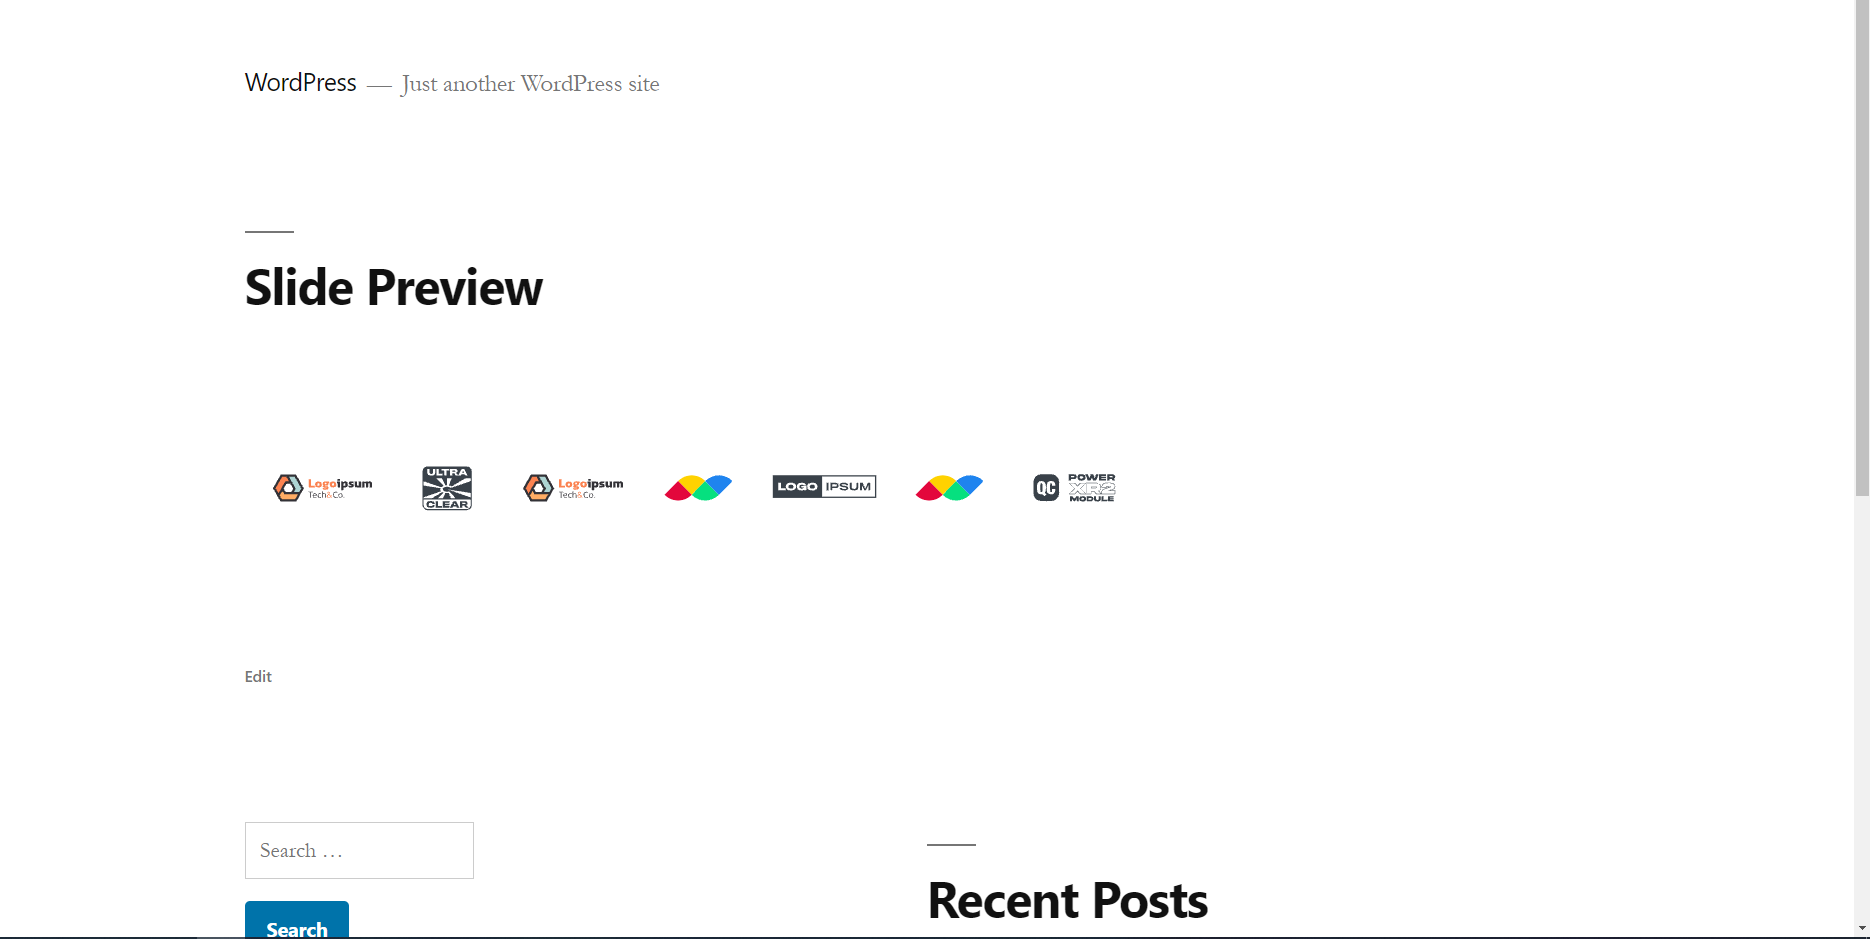 WordPress — Just another WordPress site
Slide Preview
Logoipsum
Tech&Co.
ULTRA
CLEAR
Logoipsum
Tech&Co.
LOGO IPSUM
QC
POWER
XR2
MODULE
Edit
Search …
Search
Recent Posts